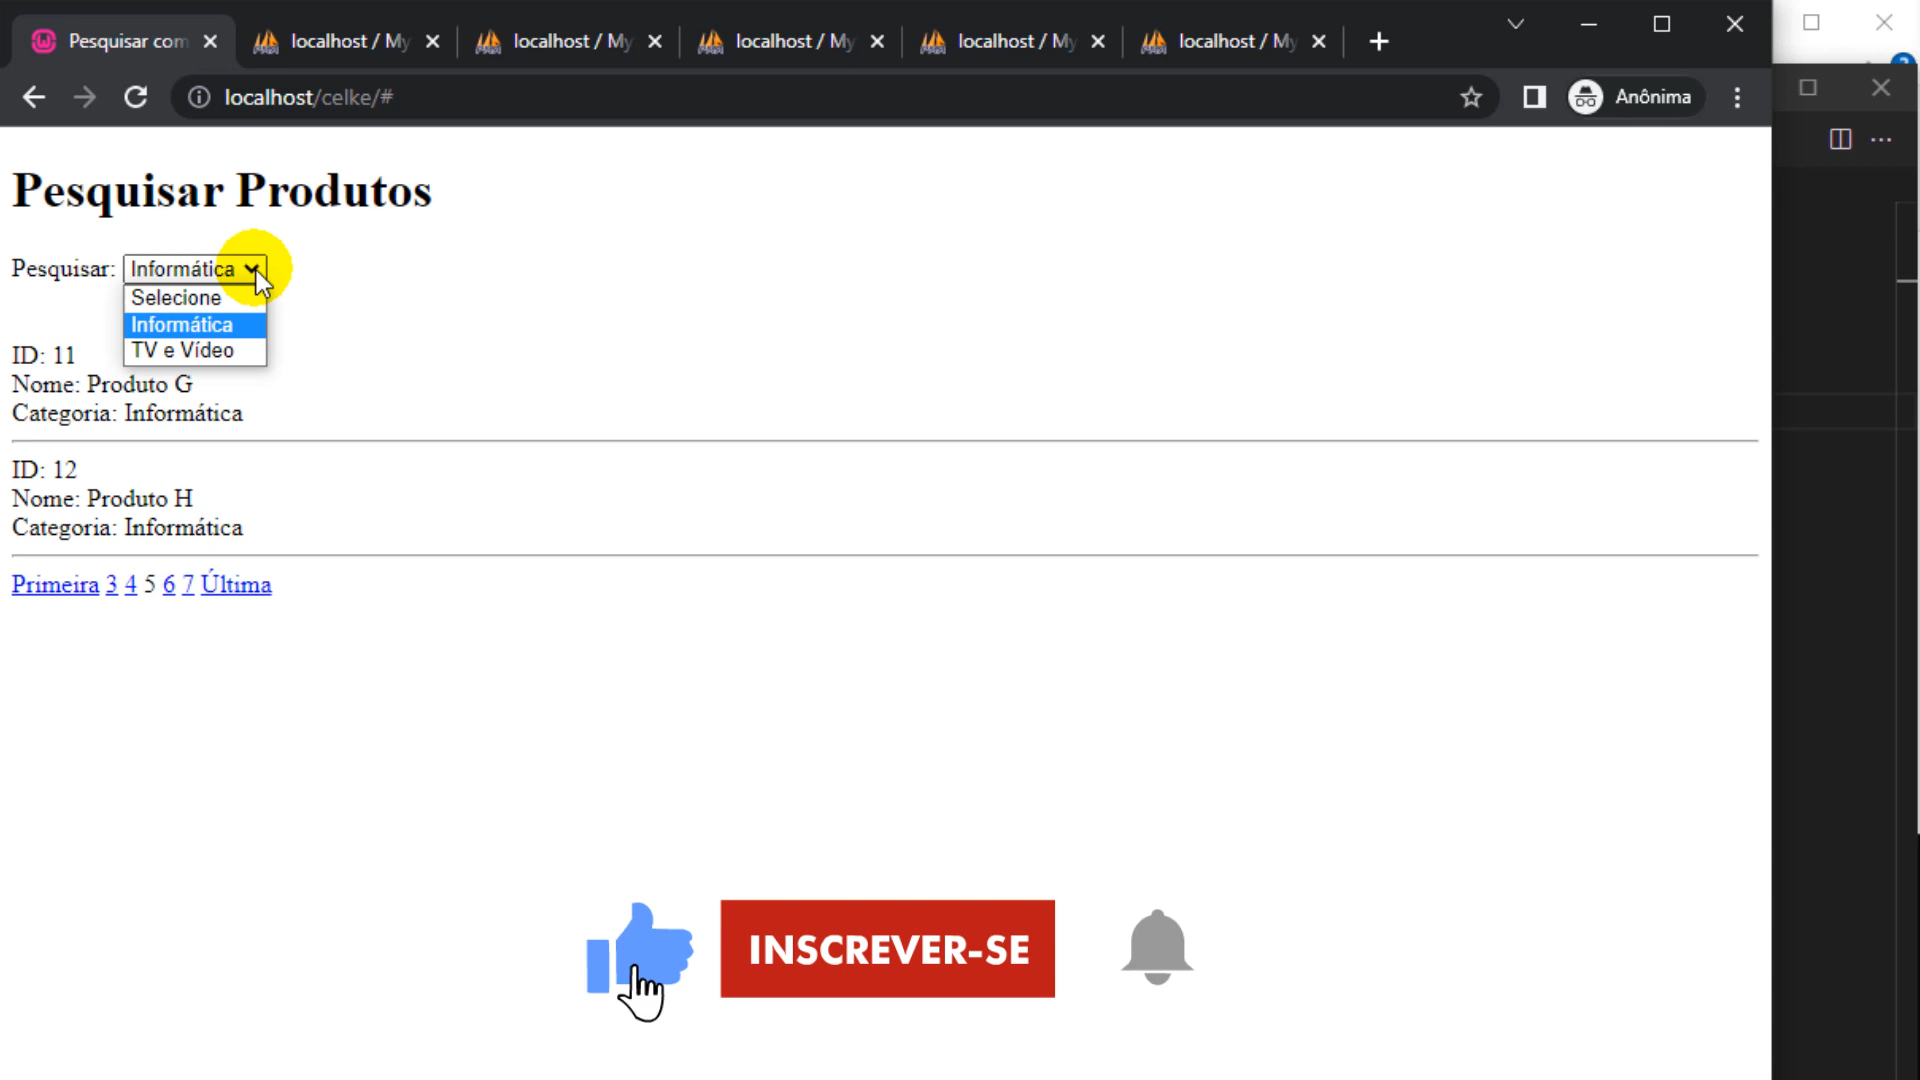 Pesquisar com
localhost / My
localhost / My
localhost / My
localhost / My
localhost / My
localhost/celke/#
Anônima
Pesquisar Produtos
Pesquisar: Informática
Selecione
Informática
TV e Vídeo
ID: 11
Nome: Produto G
Categoria: Informática
ID: 12
Nome: Produto H
Categoria: Informática
Primeira 3 4 5 6 7 Última
INSCREVER-SE